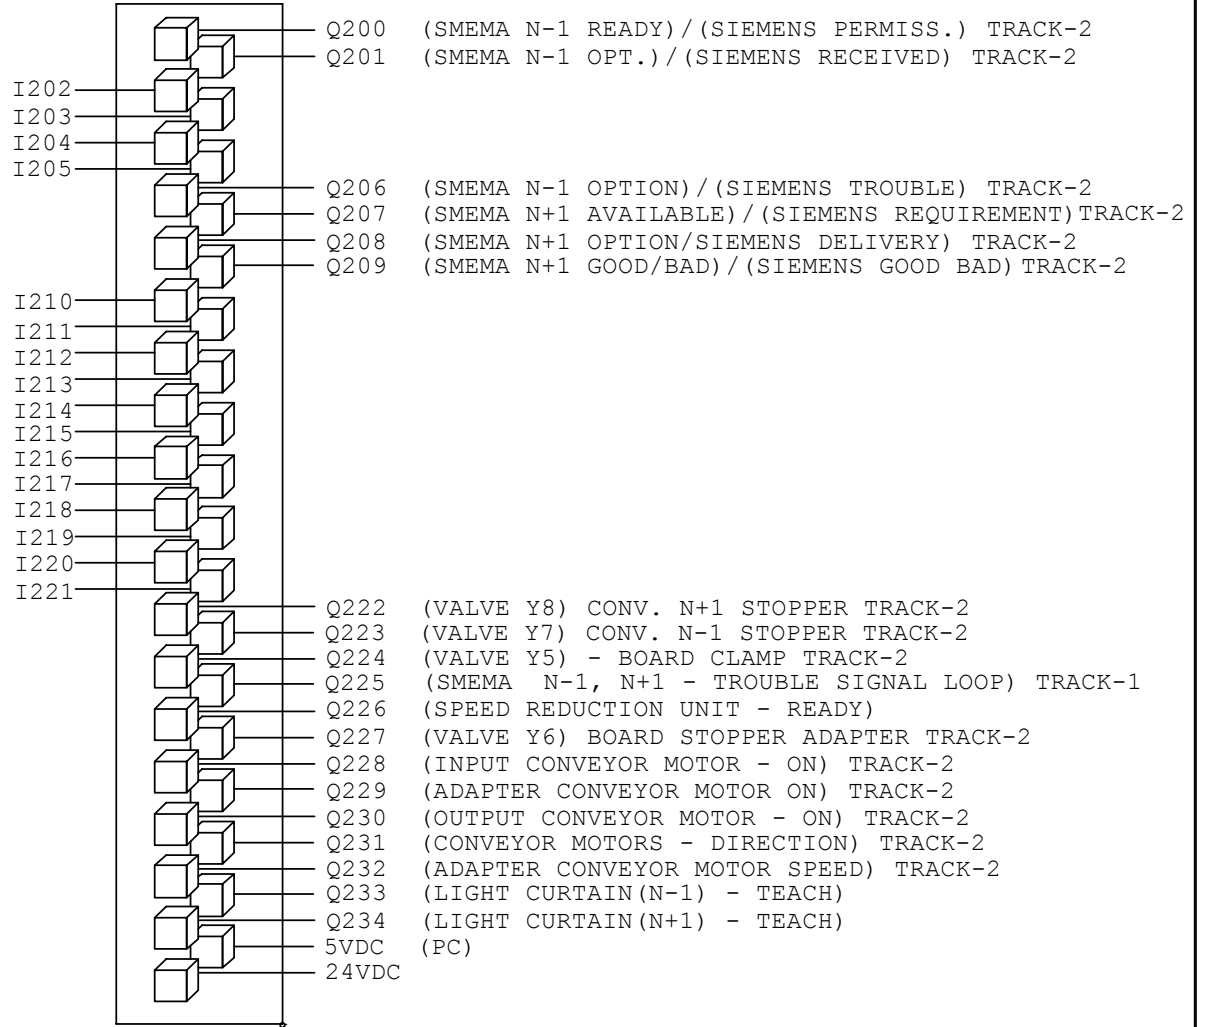 Q200 (SMEMA N-1 READY)/(SIEMENS PERMISS.) TRACK-2
Q201 (SMEMA N-1 OPT.)/(SIEMENS RECEIVED) TRACK-2
I202
I203
I204
I205
Q206 (SMEMA N-1 OPTION)/(SIEMENS TROUBLE) TRACK-2
Q207 (SMEMA N+1 AVAILABLE)/(SIEMENS REQUIREMENT)TRACK-2
Q208 (SMEMA N+1 OPTION/SIEMENS DELIVERY) TRACK-2
Q209 (SMEMA N+1 GOOD/BAD)/(SIEMENS GOOD BAD)TRACK-2
I210
I211
I212
I213
I214
I215
I216
I217
I218
I219
I220
I221
Q222 (VALVE Y8) CONV. N+1 STOPPER TRACK-2
Q223 (VALVE Y7) CONV. N-1 STOPPER TRACK-2
Q224 (VALVE Y5) - BOARD CLAMP TRACK-2
Q225 (SMEMA N-1, N+1 - TROUBLE SIGNAL LOOP) TRACK-1
Q226 (SPEED REDUCTION UNIT - READY)
Q227 (VALVE Y6) BOARD STOPPER ADAPTER TRACK-2
Q228 (INPUT CONVEYOR MOTOR - ON) TRACK-2
Q229 (ADAPTER CONVEYOR MOTOR ON) TRACK-2
Q230 (OUTPUT CONVEYOR MOTOR - ON) TRACK-2
Q231 (CONVEYOR MOTORS - DIRECTION) TRACK-2
Q232 (ADAPTER CONVEYOR MOTOR SPEED) TRACK-2
Q233 (LIGHT CURTAIN(N-1) - TEACH)
Q234 (LIGHT CURTAIN(N+1) - TEACH)
5VDC (PC)
24VDC